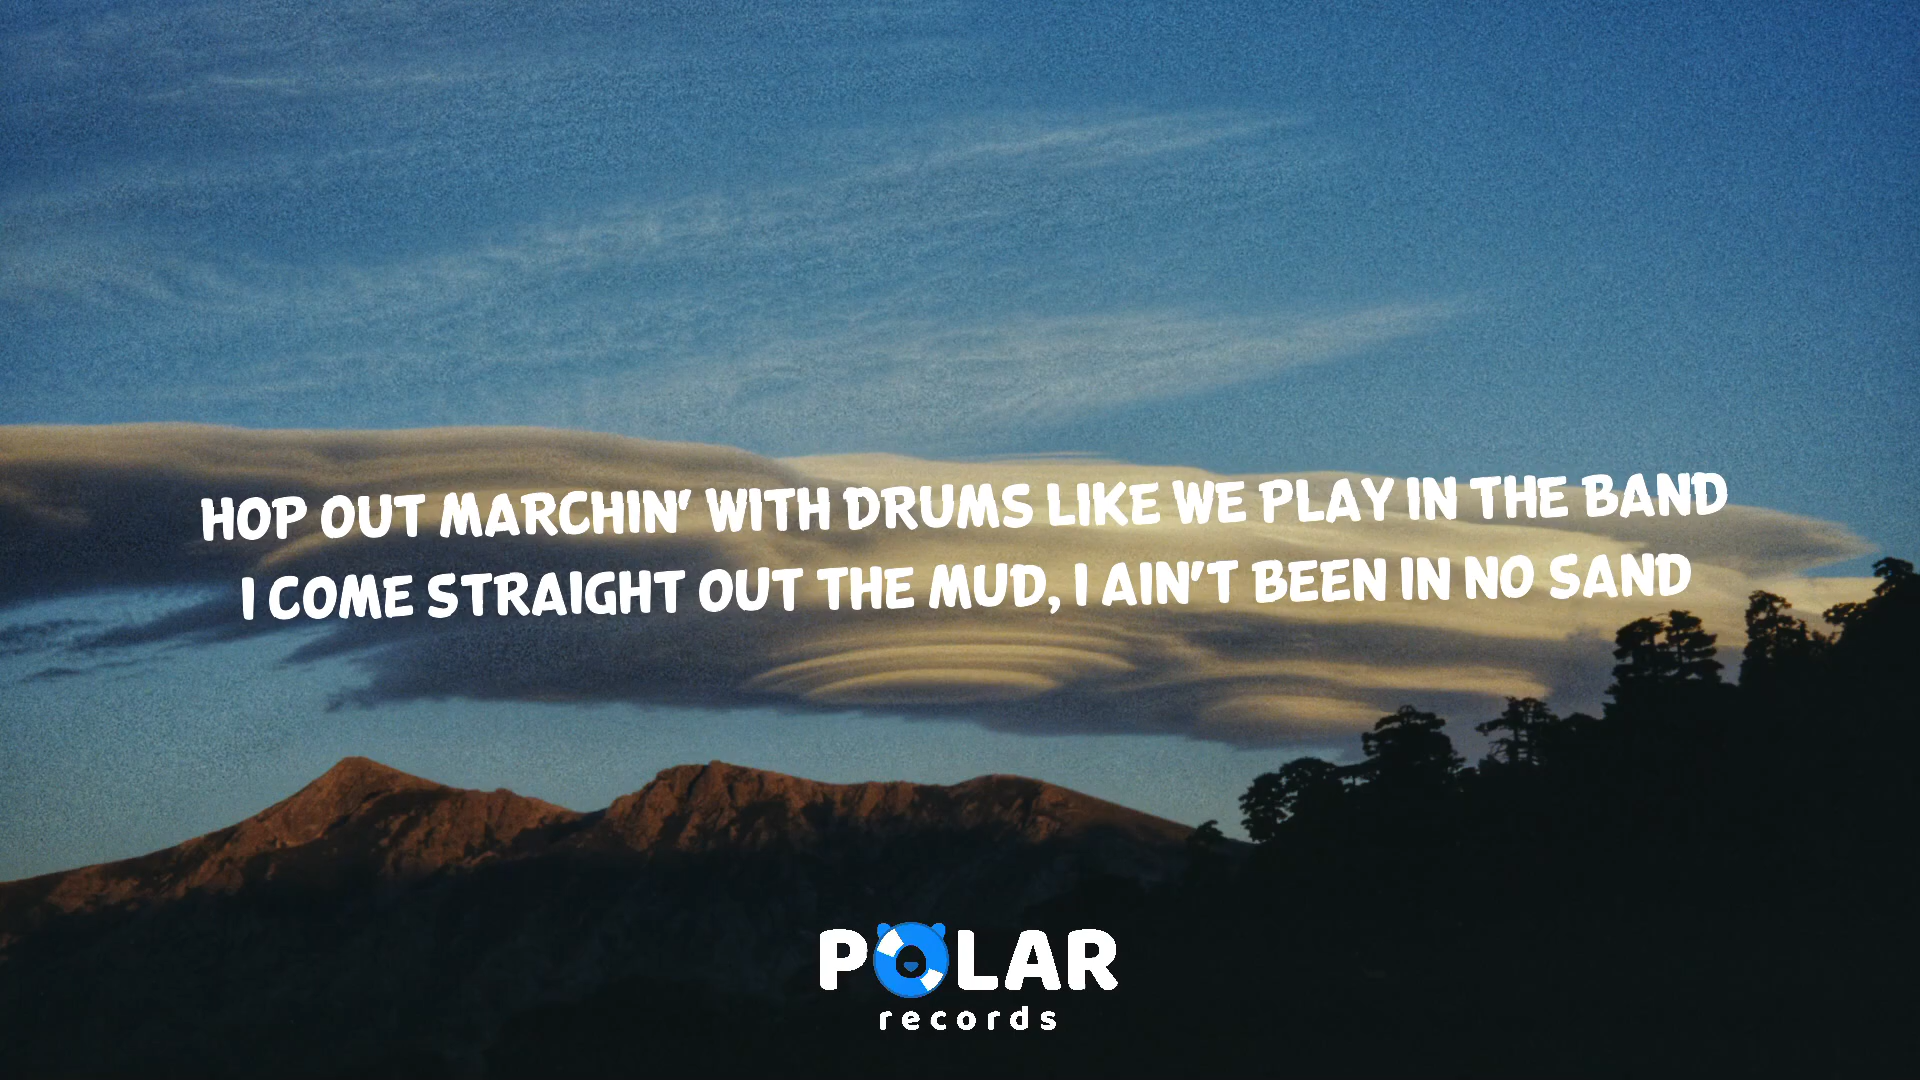 HOP OUT MARCHIN' WITH DRUMS LIKE WE PLAY IN THE BAND
I COME STRAIGHT OUT THE MUD, I AIN'T BEEN IN NO SAND
POLAR
records